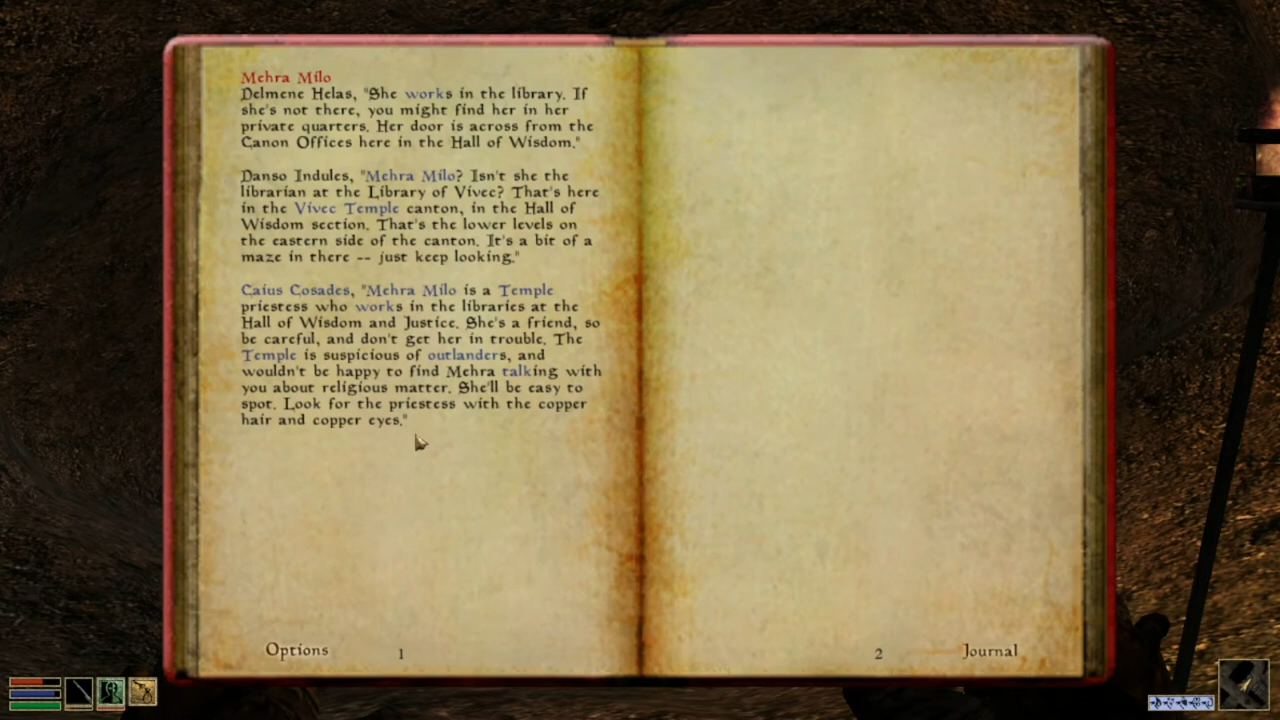 Mehra Milo
Delmene Helas, "She works in the library. If
she's not there, you might find her in her
private quarters. Her door is across from the
Canon Offices here in the Hall of Wisdom."
Danso Indules, "Mehra Milo? Isn't she the
librarian at the Library of Vivec? That's here
in the Vivec Temple canton, in the Hall of
Wisdom section. That's the lower levels on
the eastern side of the canton. It's a bit of a
maze in there -- just keep looking."
Caius Cosades, "Mehra Milo is a Temple
priestess who works in the libraries at the
Hall of Wisdom and Justice. She's a friend, so
be careful, and don't get her in trouble. The
Temple is suspicious of outlanders, and
wouldn't be happy to find Mehra talking with
you about religious matter. She'll be easy to
spot. Look for the priestess with the copper
hair and copper eyes."
Options
1
2
Journal